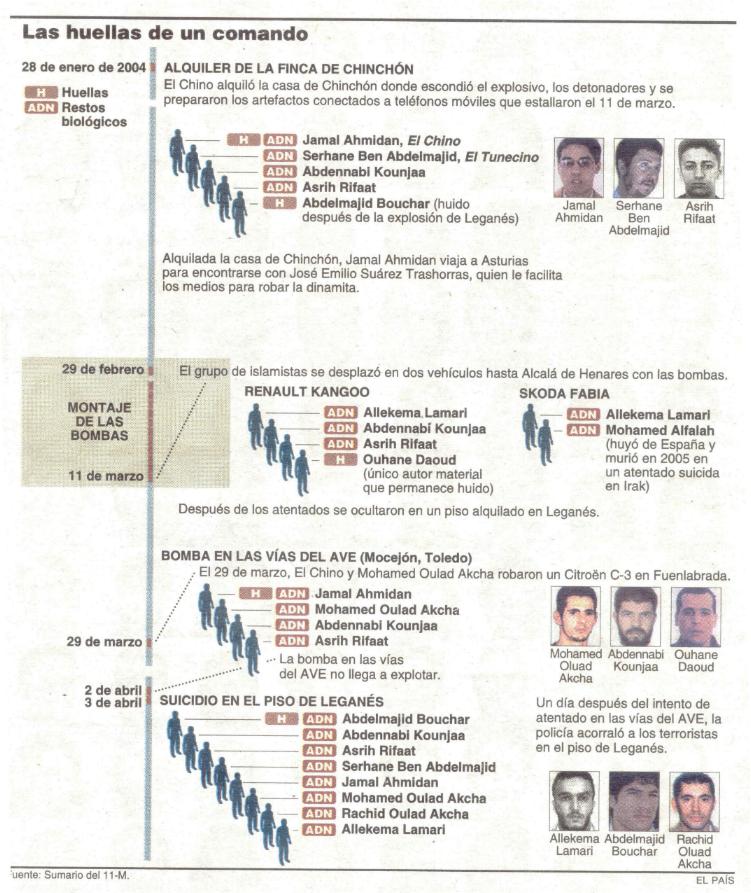 Las huellas de un comando
28 de enero de 2004
H Huellas
ADN Restos
biológicos
ALQUILER DE LA FINCA DE CHINCHÓN
El Chino alquiló la casa de Chinchón donde escondió el explosivo, los detonadores y se
prepararon los artefactos conectados a teléfonos móviles que estallaron el 11 de marzo.
H ADN Jamal Ahmidan, El Chino
ADN Serhane Ben Abdelmajid, El Tunecino
ADN Abdennabi Kounjaa
ADN Asrih Rifaat
H Abdelmajid Bouchar (huido
después de la explosión de Leganés)
Jamal
Ahmidan
Serhane
Ben
Abdelmajid
Asrih
Rifaat
Alquilada la casa de Chinchón, Jamal Ahmidan viaja a Asturias
para encontrarse con José Emilio Suárez Trashorras, quien le facilita
los medios para robar la dinamita.
29 de febrero
MONTAJE
DE LAS
BOMBAS
11 de marzo
El grupo de islamistas se desplazó en dos vehículos hasta Alcalá de Henares con las bombas.
RENAULT KANGOO
ADN Allekema Lamari
ADN Abdennabi Kounjaa
ADN Asrih Rifaat
H Ouhane Daoud
(único autor material
que permanece huido)
SKODA FABIA
ADN Allekema Lamari
ADN Mohamed Alfalah
(huyó de España y
murió en 2005 en
un atentado suicida
en Irak)
Después de los atentados se ocultaron en un piso alquilado en Leganés.
BOMBA EN LAS VÍAS DEL AVE (Mocejón, Toledo)
El 29 de marzo, El Chino y Mohamed Oulad Akcha robaron un Citroën C-3 en Fuenlabrada.
29 de marzo
H ADN Jamal Ahmidan
ADN Mohamed Oulad Akcha
ADN Abdennabi Kounjaa
ADN Asrih Rifaat
La bomba en las vías
del AVE no llega a explotar.
Mohamed
Oluad
Akcha
Abdennabi
Kounjaa
Ouhane
Daoud
2 de abril
3 de abril
SUICIDIO EN EL PISO DE LEGANÉS
H ADN Abdelmajid Bouchar
ADN Abdennabi Kounjaa
ADN Asrih Rifaat
ADN Serhane Ben Abdelmajid
ADN Jamal Ahmidan
ADN Mohamed Oulad Akcha
ADN Rachid Oulad Akcha
ADN Allekema Lamari
Un día después del intento de
atentado en las vías del AVE, la
policía acorraló a los terroristas
en el piso de Leganés.
Allekema
Lamari
Abdelmajid
Bouchar
Rachid
Oluad
Akcha
uente: Sumario del 11-M.
EL PAÍS